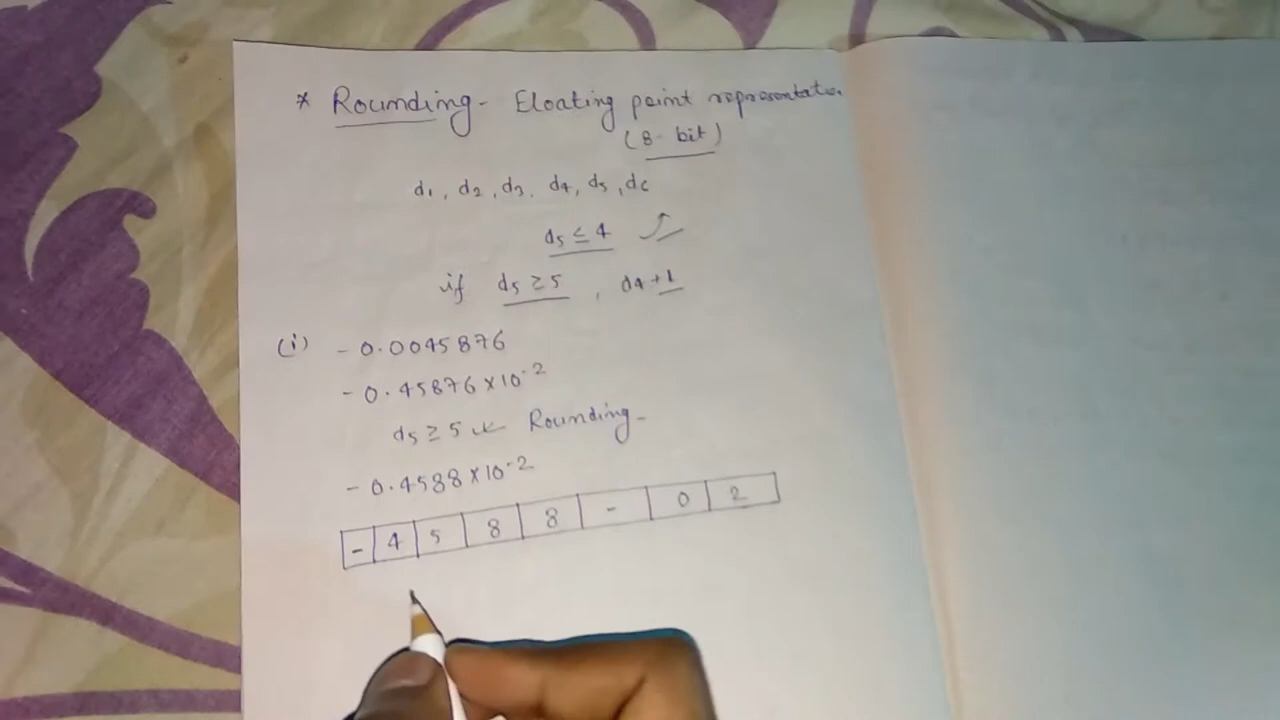 * Rounding - Floating point representation
(8-bit)
d1, d2, d3, d4, d5, d6
d5 ≤ 4
if d5 ≥ 5, d4 + 1
(i) - 0.0045876
- 0.45876 × 10^-2
d5 ≥ 5 ← Rounding -
- 0.4588 × 10^-2
- 4 5 8 8 - 0 2